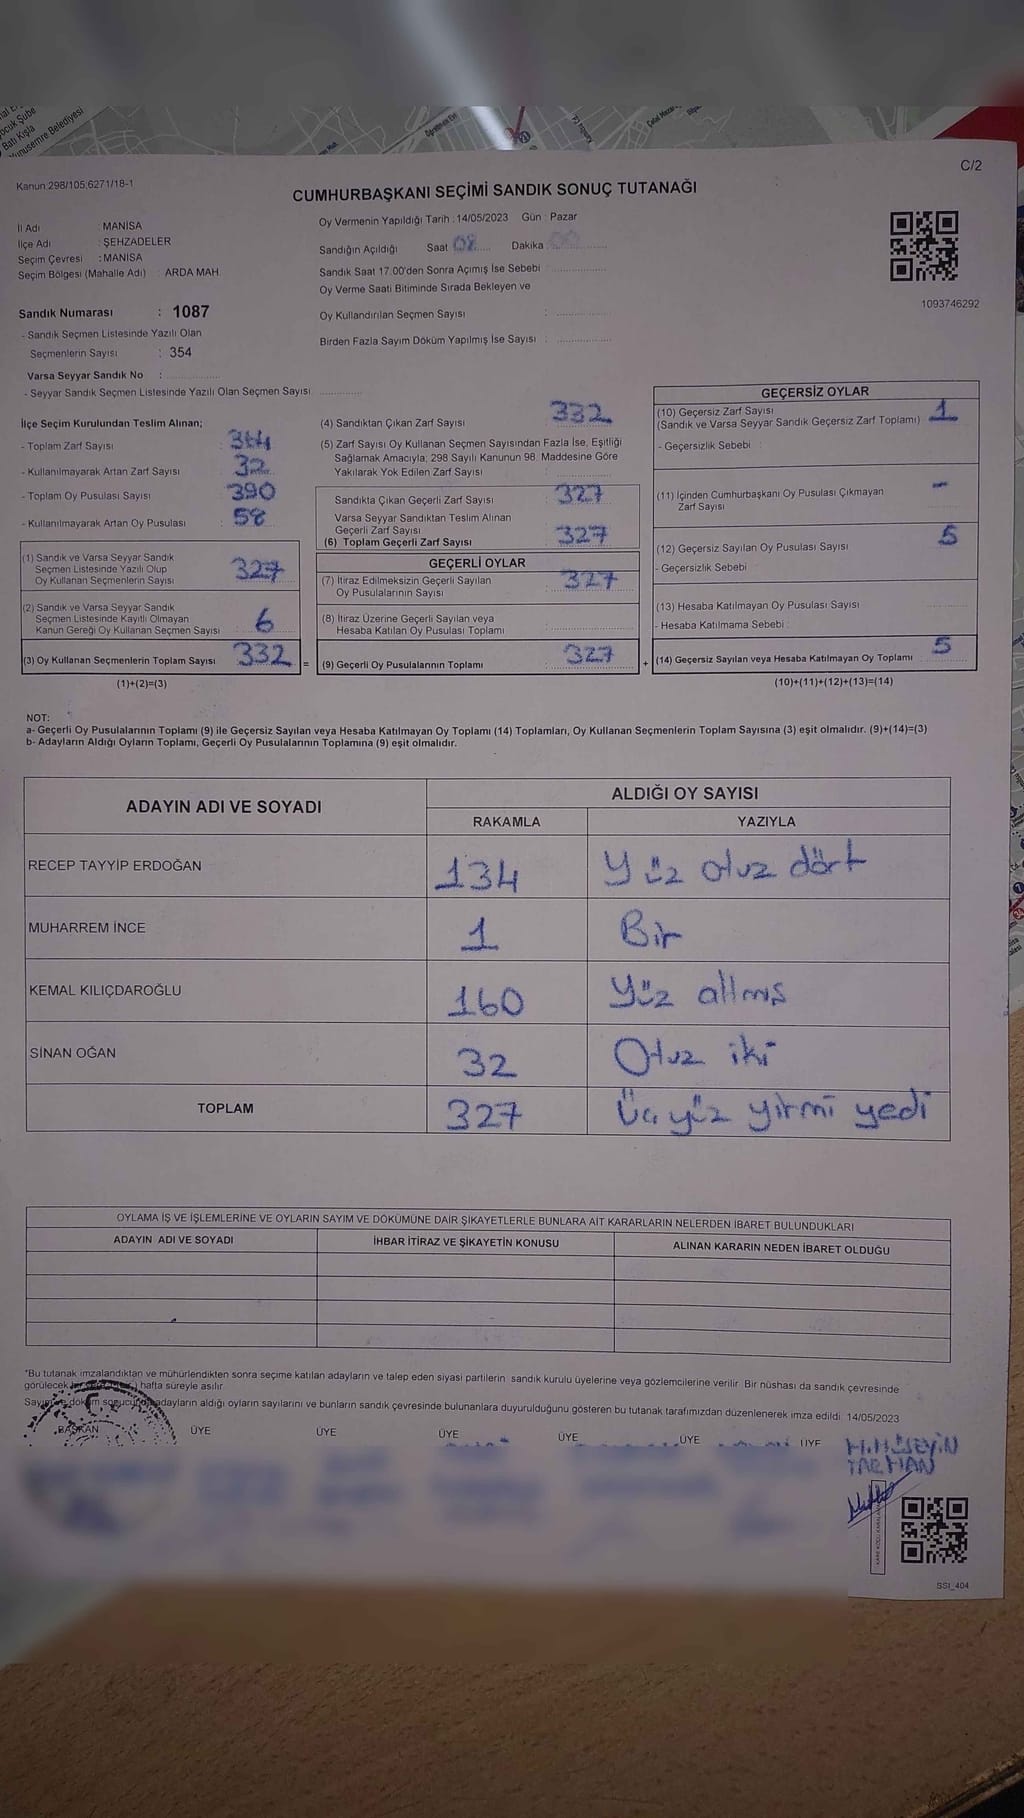 Batı Kışla
Yunusemre Belediyesi
C/2
Kanun:298/105;6271/18-1
CUMHURBAŞKANI SEÇİMİ SANDIK SONUÇ TUTANAĞI
İl Adı : MANİSA
İlçe Adı : ŞEHZADELER
Seçim Çevresi : MANİSA
Seçim Bölgesi (Mahalle Adı) : ARDA MAH.
Oy Vermenin Yapıldığı Tarih : 14/05/2023 Gün : Pazar
Sandığın Açıldığı Saat 08 Dakika 00
Sandık Saat 17.00'den Sonra Açımış İse Sebebi :
Oy Verme Saati Bitiminde Sırada Bekleyen ve
Oy Kullandırılan Seçmen Sayısı :
Birden Fazla Sayım Döküm Yapılmış İse Sayısı :
1093746292
Sandık Numarası : 1087
- Sandık Seçmen Listesinde Yazılı Olan
Seçmenlerin Sayısı : 354
Varsa Seyyar Sandık No :
- Seyyar Sandık Seçmen Listesinde Yazılı Olan Seçmen Sayısı
İlçe Seçim Kurulundan Teslim Alınan;
- Toplam Zarf Sayısı : 364
- Kullanılmayarak Artan Zarf Sayısı : 32
- Toplam Oy Pusulası Sayısı : 390
- Kullanılmayarak Artan Oy Pusulası : 58
(1) Sandık ve Varsa Seyyar Sandık
Seçmen Listesinde Yazılı Olup
Oy Kullanan Seçmenlerin Sayısı 327
(2) Sandık ve Varsa Seyyar Sandık
Seçmen Listesinde Kayıtlı Olmayan
Kanun Gereği Oy Kullanan Seçmen Sayısı 6
(3) Oy Kullanan Seçmenlerin Toplam Sayısı 332 =
(1)+(2)=(3)
(4) Sandıktan Çıkan Zarf Sayısı 332
(5) Zarf Sayısı Oy Kullanan Seçmen Sayısından Fazla İse, Eşitliği
Sağlamak Amacıyla; 298 Sayılı Kanunun 98. Maddesine Göre
Yakılarak Yok Edilen Zarf Sayısı :
Sandıkta Çıkan Geçerli Zarf Sayısı 327
Varsa Seyyar Sandıktan Teslim Alınan
Geçerli Zarf Sayısı
(6) Toplam Geçerli Zarf Sayısı 327
GEÇERLİ OYLAR
(7) İtiraz Edilmeksizin Geçerli Sayılan
Oy Pusulalarının Sayısı 327
(8) İtiraz Üzerine Geçerli Sayılan veya
Hesaba Katılan Oy Pusulası Toplamı
(9) Geçerli Oy Pusulalarının Toplamı 327 +
GEÇERSİZ OYLAR
(10) Geçersiz Zarf Sayısı 1
(Sandık ve Varsa Seyyar Sandık Geçersiz Zarf Toplamı)
- Geçersizlik Sebebi :
(11) İçinden Cumhurbaşkanı Oy Pusulası Çıkmayan -
Zarf Sayısı
(12) Geçersiz Sayılan Oy Pusulası Sayısı 5
- Geçersizlik Sebebi
(13) Hesaba Katılmayan Oy Pusulası Sayısı
- Hesaba Katılmama Sebebi :
(14) Geçersiz Sayılan veya Hesaba Katılmayan Oy Toplamı 5
(10)+(11)+(12)+(13)=(14)
NOT:
a- Geçerli Oy Pusulalarının Toplamı (9) ile Geçersiz Sayılan veya Hesaba Katılmayan Oy Toplamı (14) Toplamları, Oy Kullanan Seçmenlerin Toplam Sayısına (3) eşit olmalıdır. (9)+(14)=(3)
b- Adayların Aldığı Oyların Toplamı, Geçerli Oy Pusulalarının Toplamına (9) eşit olmalıdır.
ADAYIN ADI VE SOYADI ALDIĞI OY SAYISI
RAKAMLA YAZIYLA
RECEP TAYYİP ERDOĞAN 134 Yüz otuz dört
MUHARREM İNCE 1 Bir
KEMAL KILIÇDAROĞLU 160 Yüz altmış
SİNAN OĞAN 32 Otuz iki
TOPLAM 327 Üç yüz yirmi yedi
OYLAMA İŞ VE İŞLEMLERİNE VE OYLARIN SAYIM VE DÖKÜMÜNE DAİR ŞİKAYETLERLE BUNLARA AİT KARARLARIN NELERDEN İBARET BULUNDUKLARI
ADAYIN ADI VE SOYADI İHBAR İTİRAZ VE ŞİKAYETİN KONUSU ALINAN KARARIN NEDEN İBARET OLDUĞU
*Bu tutanak imzalandıktan ve mühürlendikten sonra seçime katılan adayların ve talep eden siyasi partilerin sandık kurulu üyelerine veya gözlemcilerine verilir. Bir nüshası da sandık çevresinde
görülecek hafta süreyle asılır.
Sayım ve döküm sonucunda adayların aldığı oyların sayılarını ve bunların sandık çevresinde bulunanlara duyurulduğunu gösteren bu tutanak tarafımızdan düzenlenerek imza edildi. 14/05/2023
BAŞKAN ÜYE ÜYE ÜYE ÜYE ÜYE ÜYE
M.HÜSEYİN
TARHAN
SSI_404